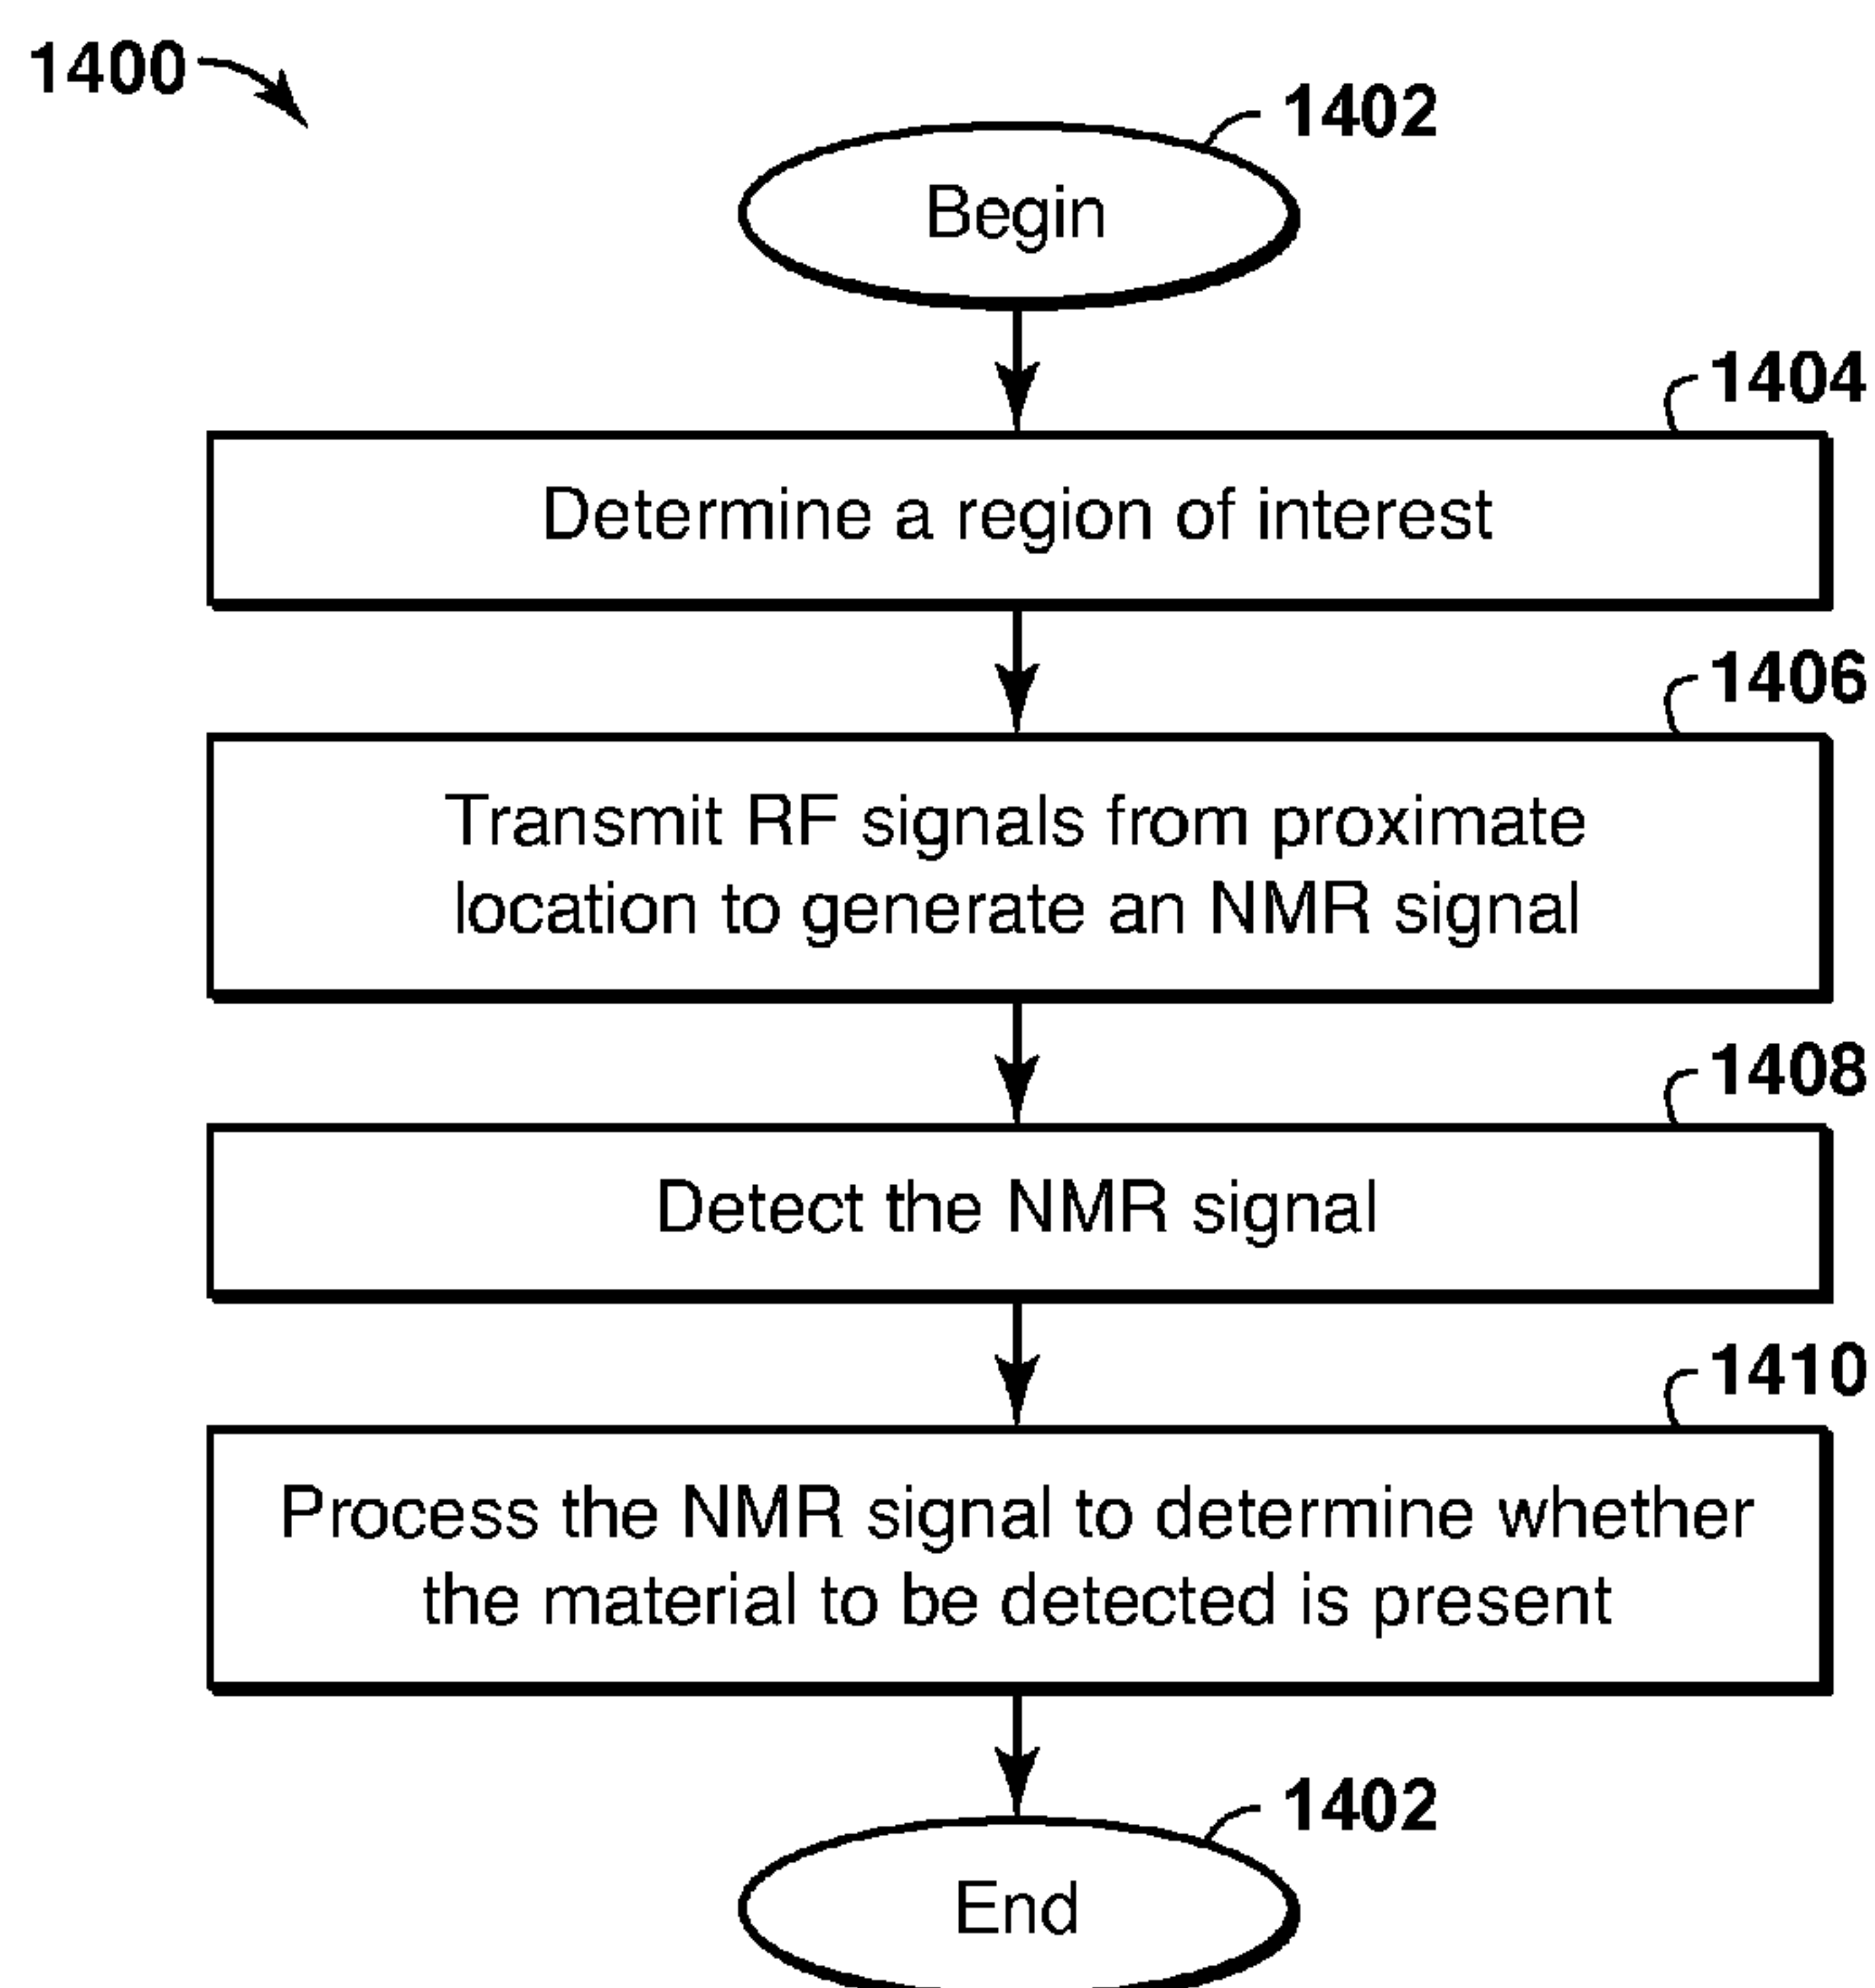 1400
1402
Begin
1404
Determine a region of interest
1406
Transmit RF signals from proximate
location to generate an NMR signal
1408
Detect the NMR signal
1410
Process the NMR signal to determine whether
the material to be detected is present
1402
End